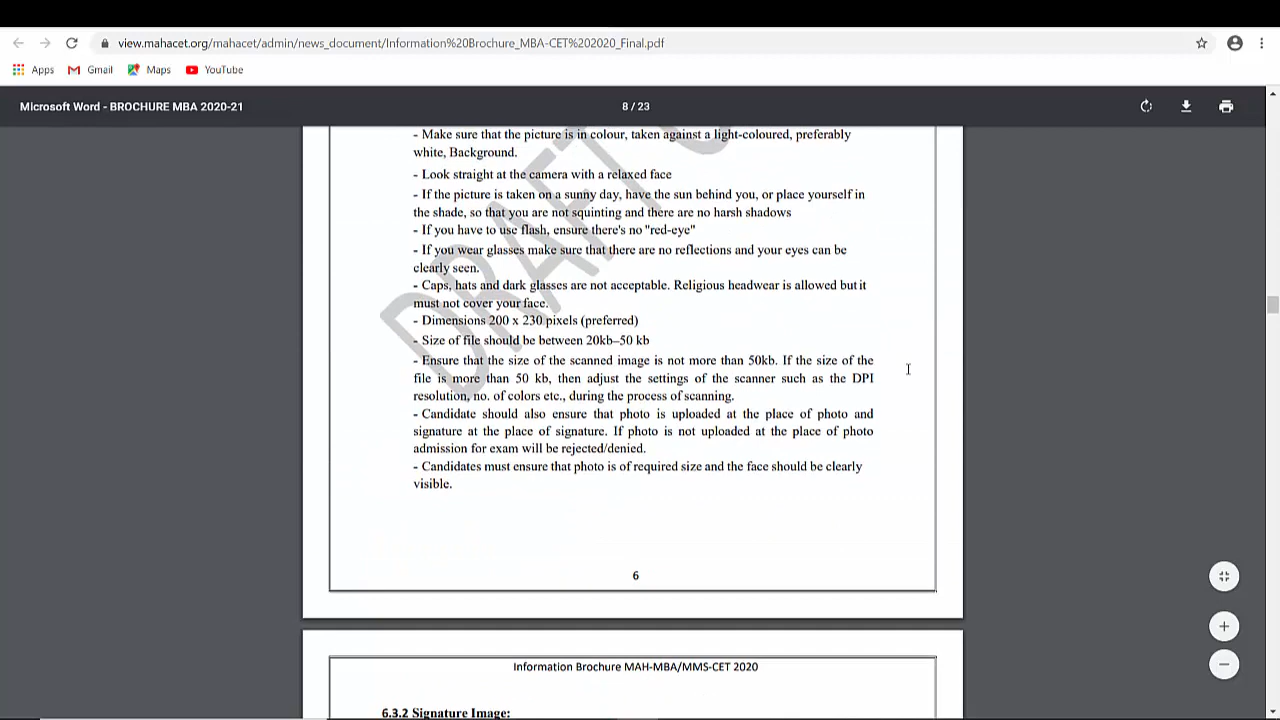 view.mahacet.org/mahacet/admin/news_document/Information%20Brochure_MBA-CET%202020_Final.pdf
Apps Gmail Maps YouTube
Microsoft Word - BROCHURE MBA 2020-21 8 / 23
- Make sure that the picture is in colour, taken against a light-coloured, preferably
white, Background.
- Look straight at the camera with a relaxed face
- If the picture is taken on a sunny day, have the sun behind you, or place yourself in
the shade, so that you are not squinting and there are no harsh shadows
- If you have to use flash, ensure there's no "red-eye"
- If you wear glasses make sure that there are no reflections and your eyes can be
clearly seen.
- Caps, hats and dark glasses are not acceptable. Religious headwear is allowed but it
must not cover your face.
- Dimensions 200 x 230 pixels (preferred)
- Size of file should be between 20kb–50 kb
- Ensure that the size of the scanned image is not more than 50kb. If the size of the
file is more than 50 kb, then adjust the settings of the scanner such as the DPI
resolution, no. of colors etc., during the process of scanning.
- Candidate should also ensure that photo is uploaded at the place of photo and
signature at the place of signature. If photo is not uploaded at the place of photo
admission for exam will be rejected/denied.
- Candidates must ensure that photo is of required size and the face should be clearly
visible.
DRAFT
6
Information Brochure MAH-MBA/MMS-CET 2020
6.3.2 Signature Image: